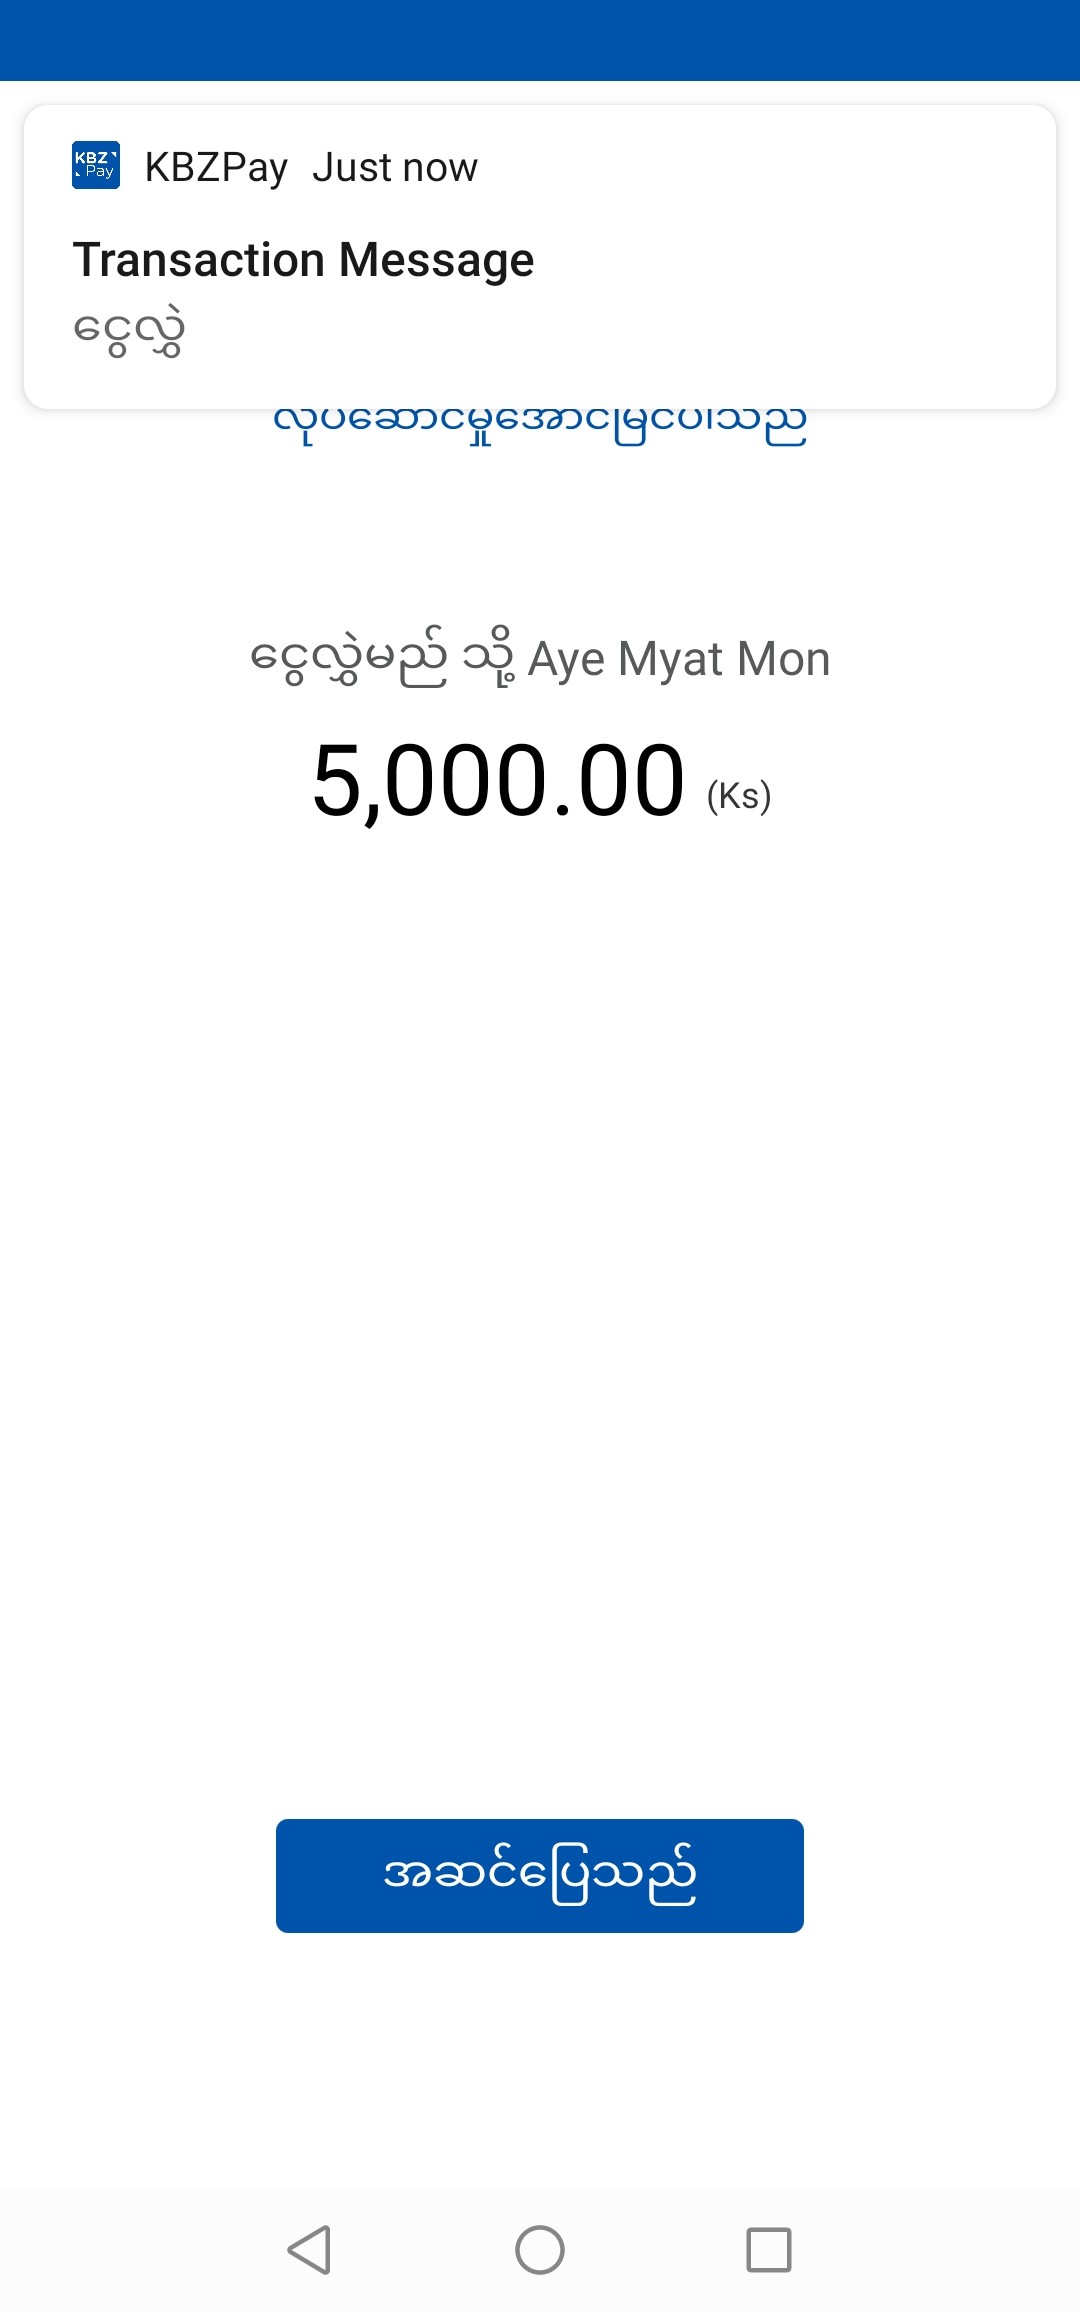 KBZ Pay KBZPay Just now
Transaction Message
ငွေလွှဲ
လုပ်ဆောင်မှုအောင်မြင်ပါသည်
ငွေလွှဲမည် သို့ Aye Myat Mon
5,000.00 (Ks)
အဆင်ပြေသည်